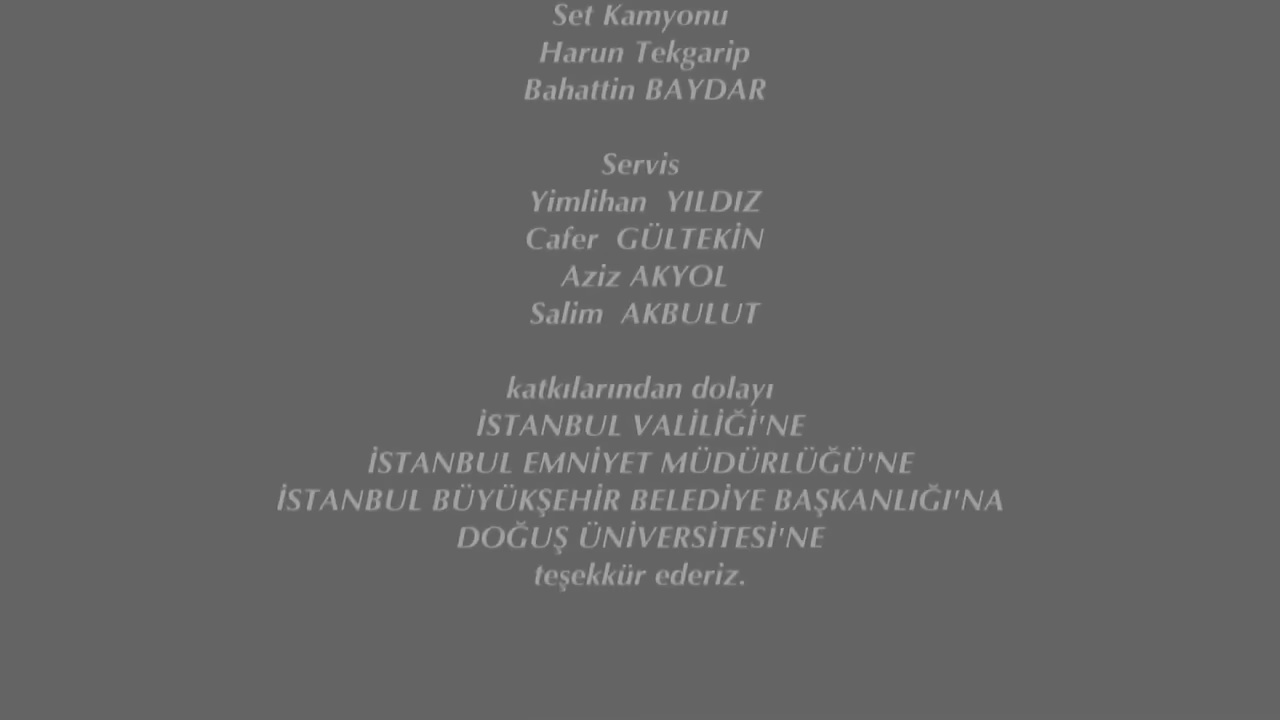 Set Kamyonu
Harun Tekgarip
Bahattin BAYDAR
Servis
Yimlihan YILDIZ
Cafer GÜLTEKİN
Aziz AKYOL
Salim AKBULUT
katkılarından dolayı
İSTANBUL VALİLİĞİ'NE
İSTANBUL EMNİYET MÜDÜRLÜĞÜ'NE
İSTANBUL BÜYÜKŞEHİR BELEDİYE BAŞKANLIĞI'NA
DOĞUŞ ÜNİVERSİTESİ'NE
teşekkür ederiz.